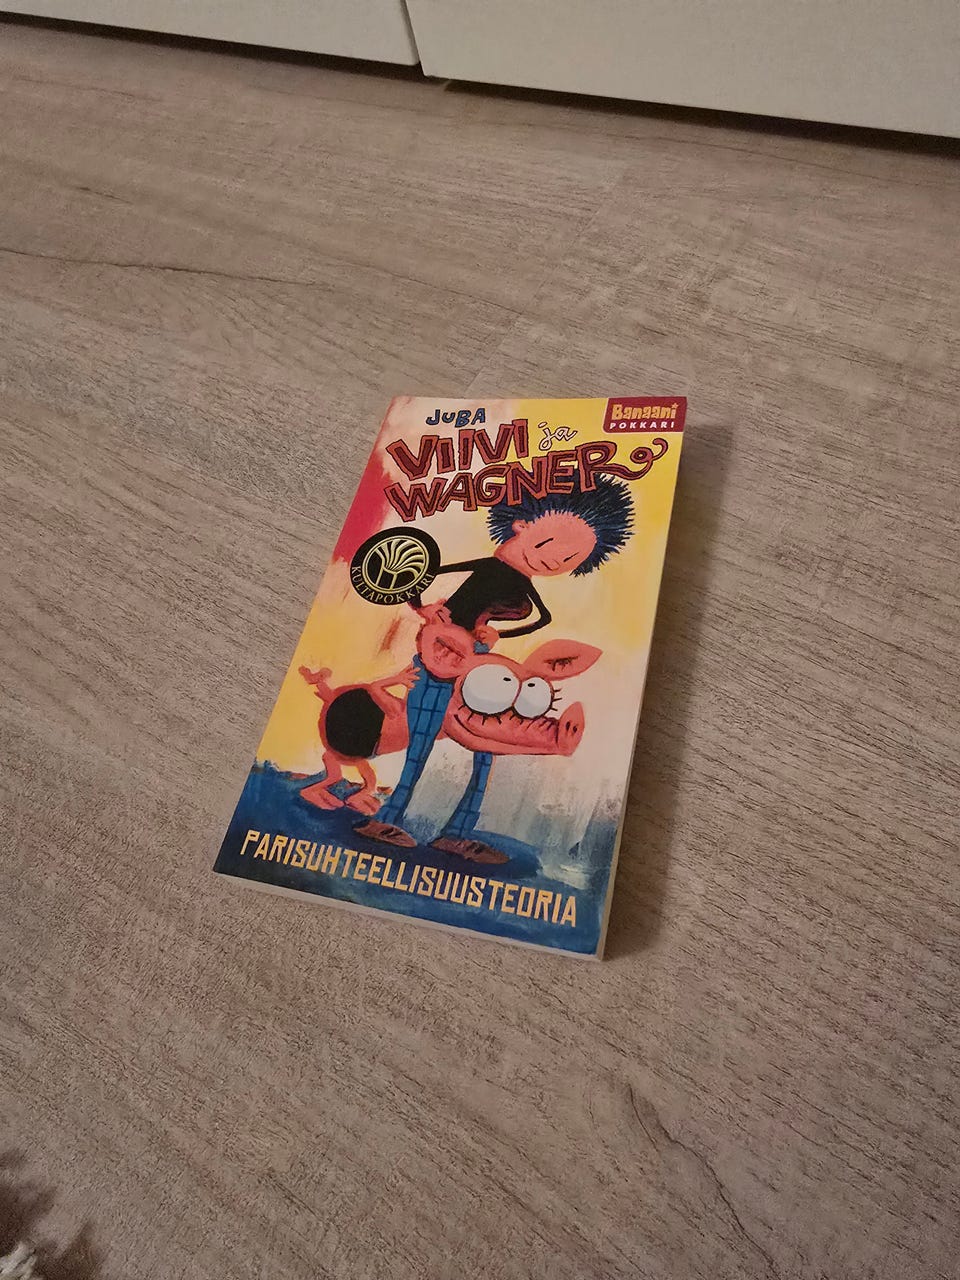 JUBA
Banaani
POKKARI
VIIVI ja
WAGNER
KULTAPOKKARI
PARISUHTEELLISUUSTEORIA